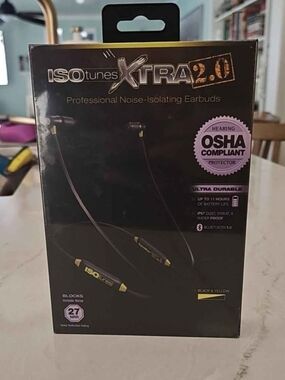 ISOtunes XTRA 2.0
Professional Noise-Isolating Earbuds
HEARING
OSHA
COMPLIANT
PROTECTOR
ULTRA DURABLE
UP TO 11 HOURS
OF BATTERY LIFE
BLUETOOTH
ISOtunes
BLOCKS
27
BLACK & YELLOW